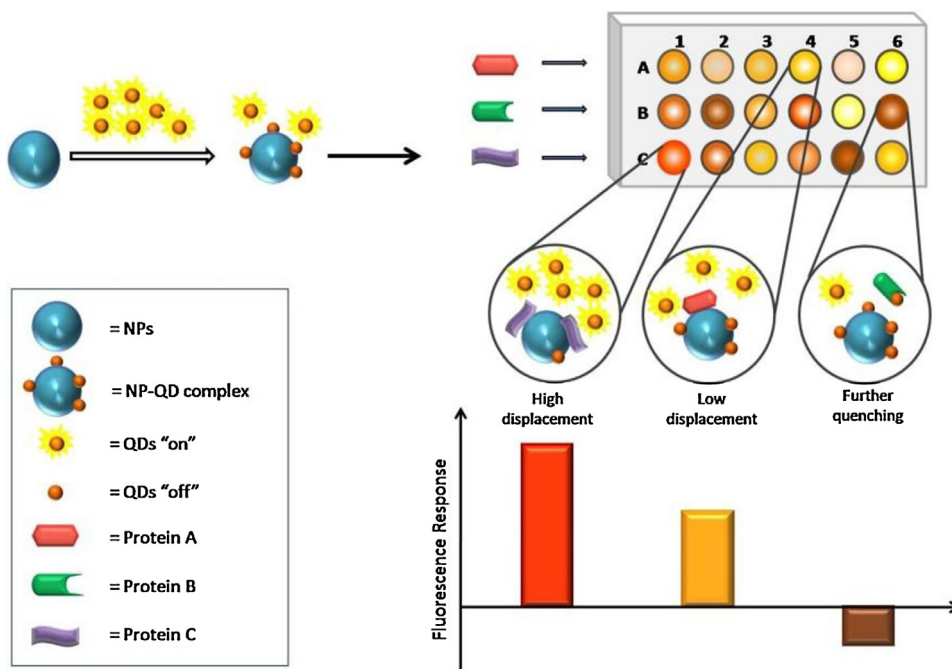 1 2 3 4 5 6
A
B
C
= NPs
= NP-QD complex
= QDs “on”
= QDs “off”
= Protein A
= Protein B
= Protein C
High
displacement
Low
displacement
Further
quenching
Fluorescence Response